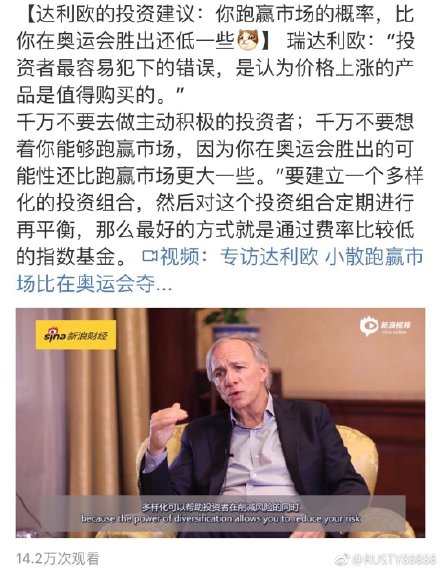 【达利欧的投资建议：你跑赢市场的概率，比
你在奥运会胜出还低一些】 瑞达利欧：“投
资者最容易犯下的错误，是认为价格上涨的产
品是值得购买的。”
千万不要去做主动积极的投资者；千万不要想
着你能够跑赢市场，因为你在奥运会胜出的可
能性还比跑赢市场更大一些。“要建立一个多样
化的投资组合，然后对这个投资组合定期进行
再平衡，那么最好的方式就是通过费率比较低
的指数基金。 视频：专访达利欧 小散跑赢市
场比在奥运会夺...
sina 新浪财经
新浪视频
sina video
多样化可以帮助投资者在削减风险的同时
because the power of diversification allows you to reduce your risk
14.2万次观看
@RUSTY88888